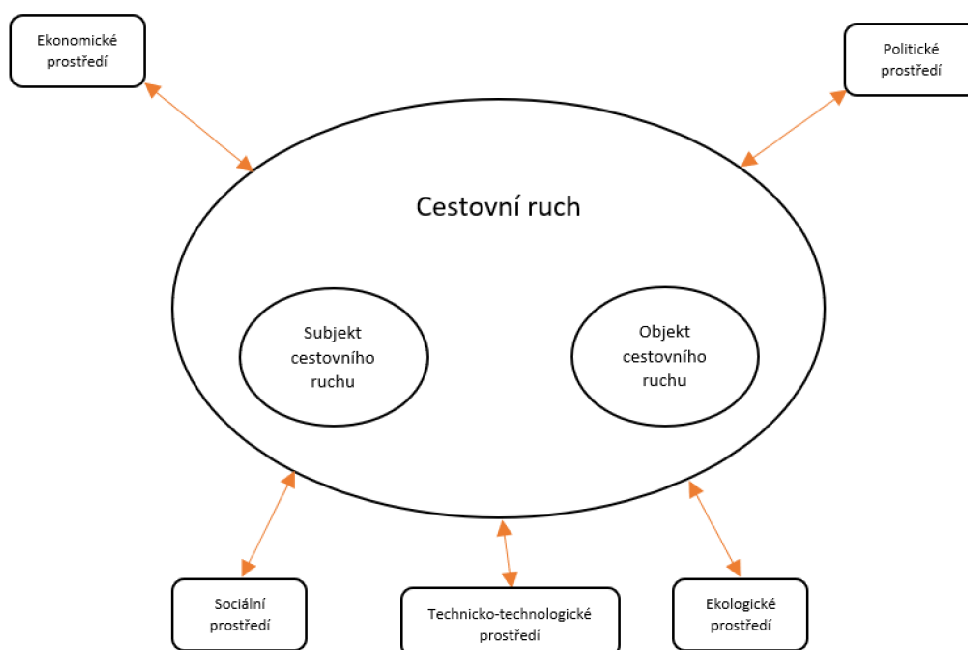 Ekonomické
prostředí
Politické
prostředí
Cestovní ruch
Subjekt
cestovního
ruchu
Objekt
cestovního
ruchu
Sociální
prostředí
Technicko-technologické
prostředí
Ekologické
prostředí